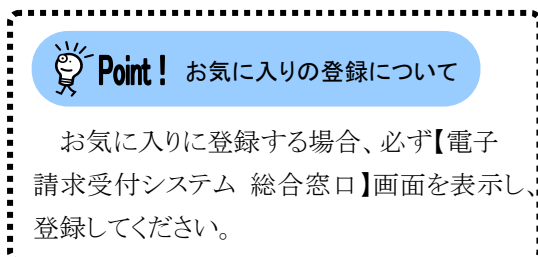 Point！ お気に入りの登録について
お気に入りに登録する場合、必ず【電子
請求受付システム 総合窓口】画面を表示し、
登録してください。